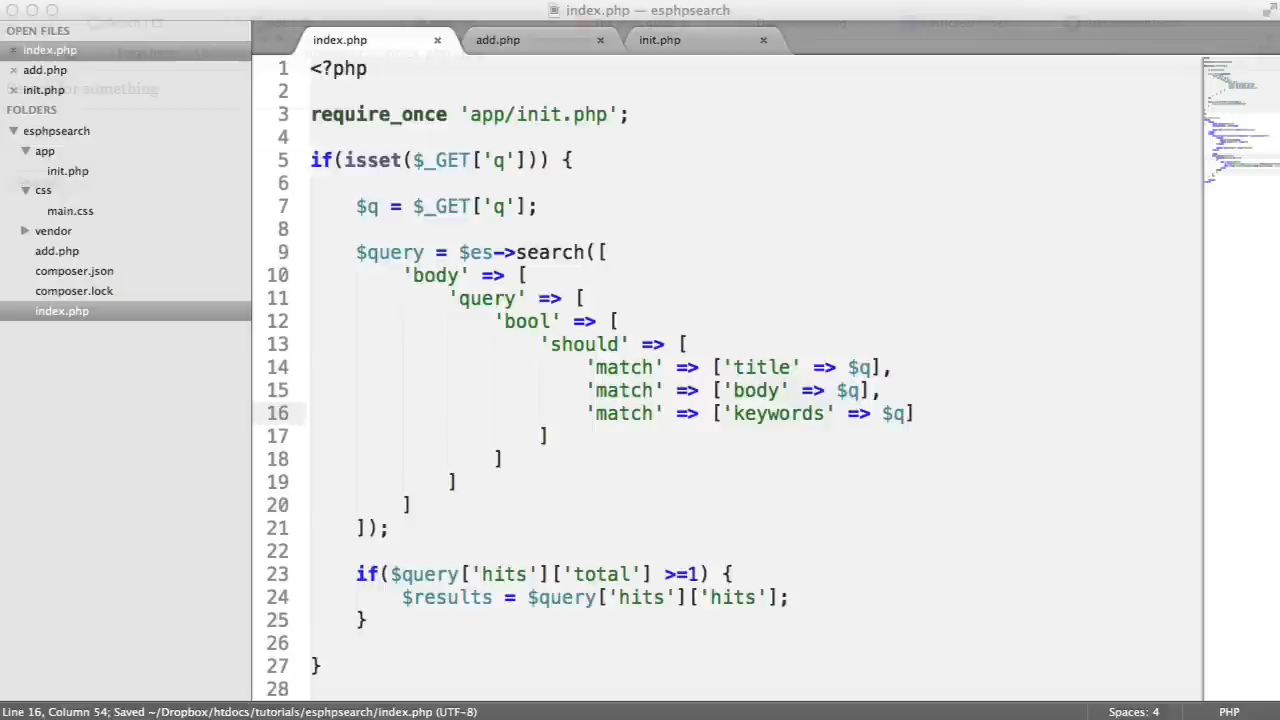 index.php — esphpsearch
OPEN FILES
index.php
add.php
init.php
FOLDERS
esphpsearch
app
init.php
css
main.css
vendor
add.php
composer.json
composer.lock
index.php
index.php
add.php
init.php
1 <?php
2
3 require_once 'app/init.php';
4
5 if(isset($_GET['q'])) {
6
7 $q = $_GET['q'];
8
9 $query = $es->search([
10 'body' => [
11 'query' => [
12 'bool' => [
13 'should' => [
14 'match' => ['title' => $q],
15 'match' => ['body' => $q],
16 'match' => ['keywords' => $q]
17 ]
18 ]
19 ]
20 ]
21 ]);
22
23 if($query['hits']['total'] >=1) {
24 $results = $query['hits']['hits'];
25 }
26
27 }
28
Line 16, Column 54; Saved ~/Dropbox/htdocs/tutorials/esphpsearch/index.php (UTF-8)
Spaces: 4
PHP